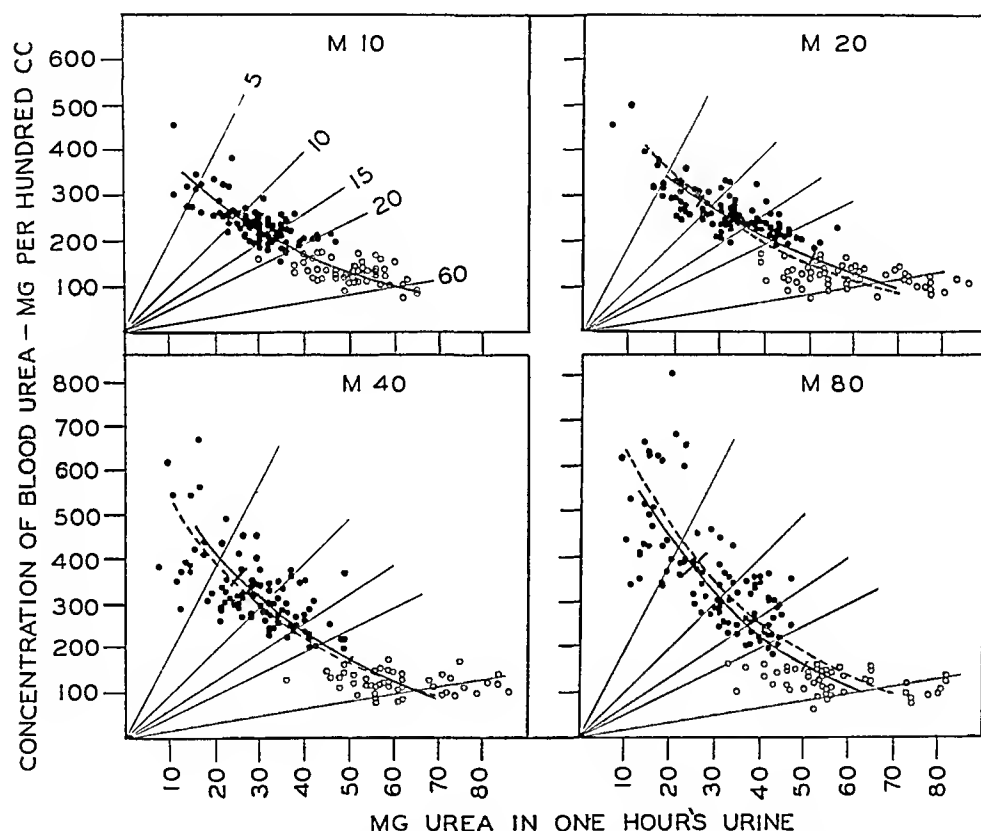 CONCENTRATION OF BLOOD UREA — MG PER HUNDRED CC
M 10
M 20
600
500
400
300
200
100
5
10
15
20
60
M 40
M 80
800
700
600
500
400
300
200
100
10 20 30 40 50 60 70 80
10 20 30 40 50 60 70 80
MG UREA IN ONE HOUR'S URINE